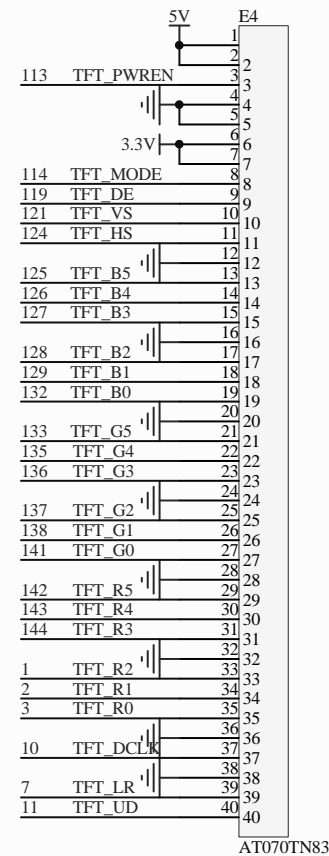 5V E4
1
2 2
113 TFT_PWREN 3 3
4 4
5 5
3.3V 6 6
7 7
114 TFT_MODE 8 8
119 TFT_DE 9 9
121 TFT_VS 10 10
124 TFT_HS 11 11
12 12
125 TFT_B5 13 13
126 TFT_B4 14 14
127 TFT_B3 15 15
16 16
128 TFT_B2 17 17
129 TFT_B1 18 18
132 TFT_B0 19 19
20 20
133 TFT_G5 21 21
135 TFT_G4 22 22
136 TFT_G3 23 23
24 24
137 TFT_G2 25 25
138 TFT_G1 26 26
141 TFT_G0 27 27
28 28
142 TFT_R5 29 29
143 TFT_R4 30 30
144 TFT_R3 31 31
32 32
1 TFT_R2 33 33
2 TFT_R1 34 34
3 TFT_R0 35 35
36 36
10 TFT_DCLK 37 37
38 38
7 TFT_LR 39 39
11 TFT_UD 40 40
AT070TN83